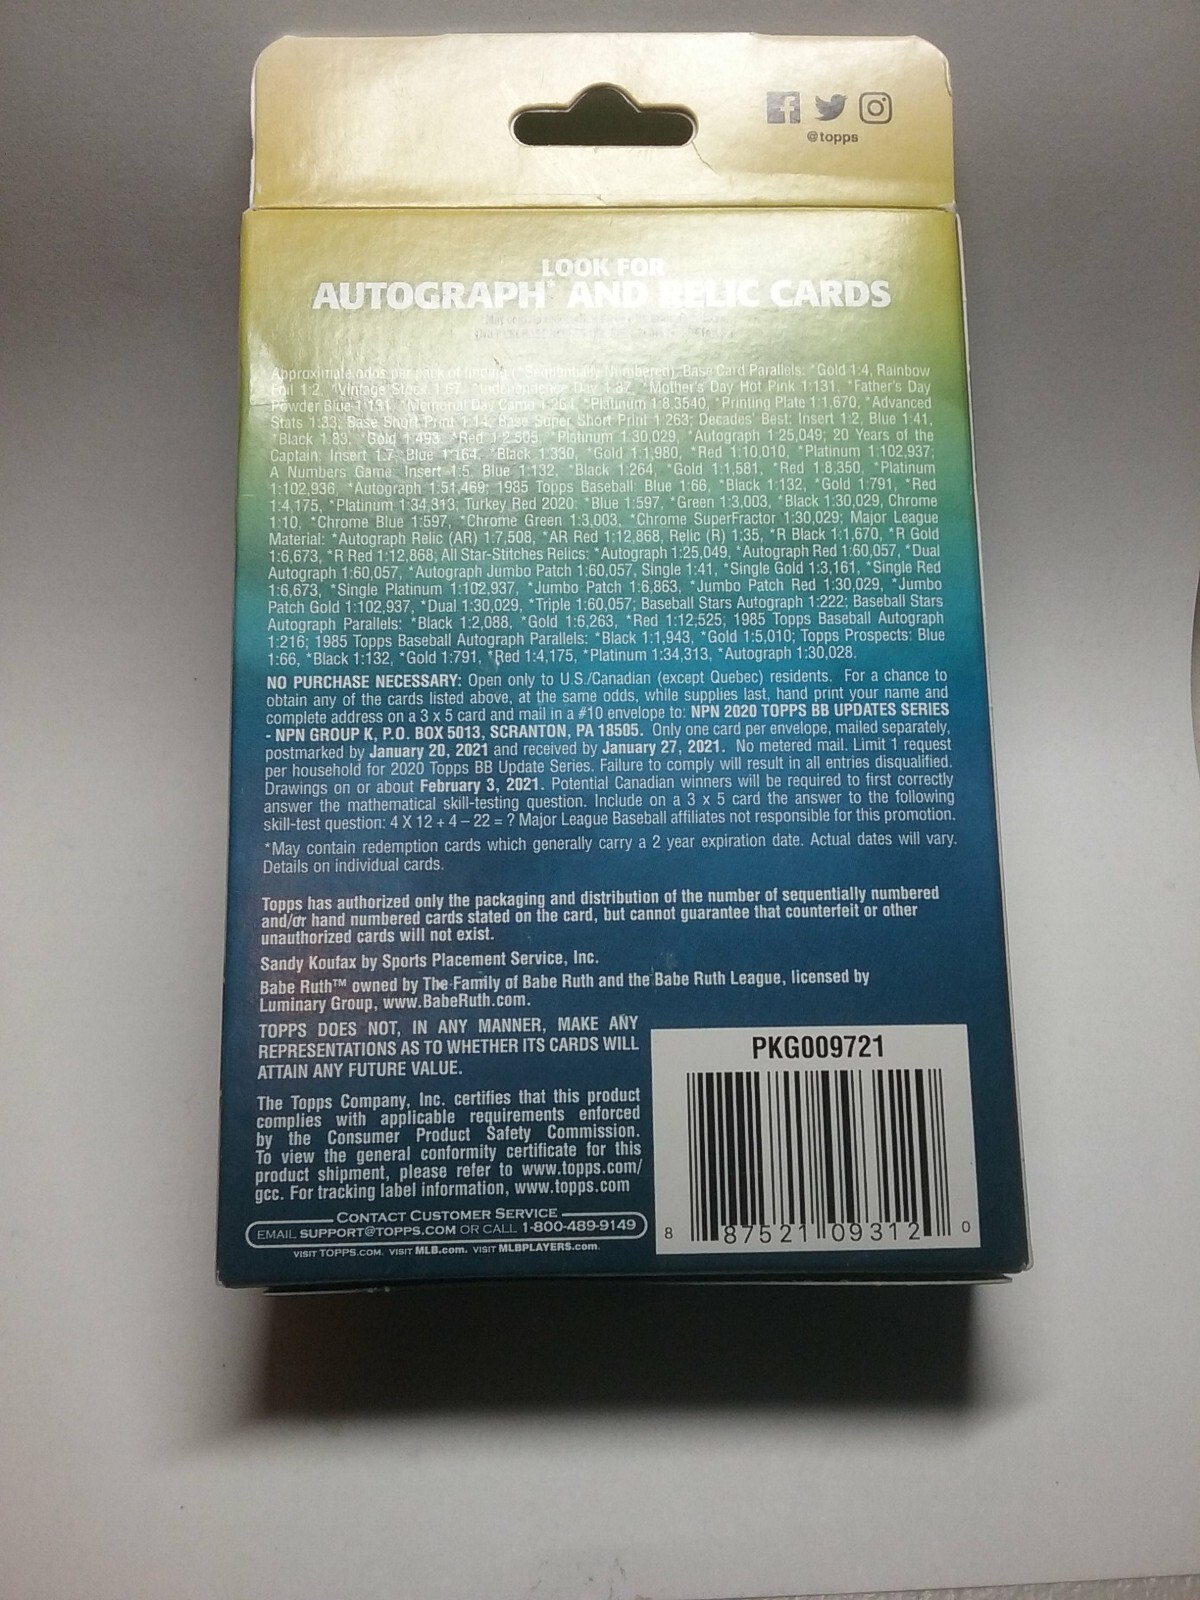 @topps
LOOK FOR
AUTOGRAPH* AND RELIC CARDS
Approximate odds per pack of finding (*Sequentially Numbered): Base Card Parallels: *Gold 1:4, Rainbow
Foil 1:2, *Vintage Stock 1:67, *Independence Day 1:87, *Mother's Day Hot Pink 1:131, *Father's Day
Powder Blue 1:131, *Memorial Day Camo 1:264, *Platinum 1:8,3540, *Printing Plate 1:1,670, *Advanced
Stats 1:33; Base Short Print 1:14, Base Super Short Print 1:263; Decades' Best: Insert 1:2, Blue 1:41,
*Black 1:83, *Gold 1:493, *Red 1:2,505, *Platinum 1:30,029, *Autograph 1:25,049; 20 Years of the
Captain: Insert 1:7, Blue 1:164, *Black 1:330, *Gold 1:1,980, *Red 1:10,010, *Platinum 1:102,937;
A Numbers Game: Insert 1:5, Blue 1:132, *Black 1:264, *Gold 1:1,581, *Red 1:8,350, *Platinum
1:102,936, *Autograph 1:51,469; 1985 Topps Baseball: Blue 1:66, *Black 1:132, *Gold 1:791, *Red
1:4,175, *Platinum 1:34,313; Turkey Red 2020: *Blue 1:597, *Green 1:3,003, *Black 1:30,029, Chrome
1:10, *Chrome Blue 1:597, *Chrome Green 1:3,003, *Chrome SuperFractor 1:30,029; Major League
Material: *Autograph Relic (AR) 1:7,508, *AR Red 1:12,868, Relic (R) 1:35, *R Black 1:1,670, *R Gold
1:6,673, *R Red 1:12,868; All Star-Stitches Relics: *Autograph 1:25,049, *Autograph Red 1:60,057, *Dual
Autograph 1:60,057, *Autograph Jumbo Patch 1:60,057, Single 1:41, *Single Gold 1:3,161, *Single Red
1:6,673, *Single Platinum 1:102,937, *Jumbo Patch 1:6,863, *Jumbo Patch Red 1:30,029, *Jumbo
Patch Gold 1:102,937, *Dual 1:30,029, *Triple 1:60,057; Baseball Stars Autograph 1:222; Baseball Stars
Autograph Parallels: *Black 1:2,088, *Gold 1:6,263, *Red 1:12,525; 1985 Topps Baseball Autograph
1:216; 1985 Topps Baseball Autograph Parallels: *Black 1:1,943, *Gold 1:5,010; Topps Prospects: Blue
1:66, *Black 1:132, *Gold 1:791, *Red 1:4,175, *Platinum 1:34,313, *Autograph 1:30,028.
NO PURCHASE NECESSARY: Open only to U.S./Canadian (except Quebec) residents. For a chance to
obtain any of the cards listed above, at the same odds, while supplies last, hand print your name and
complete address on a 3 x 5 card and mail in a #10 envelope to: NPN 2020 TOPPS BB UPDATES SERIES
- NPN GROUP K, P.O. BOX 5013, SCRANTON, PA 18505. Only one card per envelope, mailed separately,
postmarked by January 20, 2021 and received by January 27, 2021. No metered mail. Limit 1 request
per household for 2020 Topps BB Update Series. Failure to comply will result in all entries disqualified.
Drawings on or about February 3, 2021. Potential Canadian winners will be required to first correctly
answer the mathematical skill-testing question. Include on a 3 x 5 card the answer to the following
skill-test question: 4 X 12 + 4 – 22 = ? Major League Baseball affiliates not responsible for this promotion.
*May contain redemption cards which generally carry a 2 year expiration date. Actual dates will vary.
Details on individual cards.
Topps has authorized only the packaging and distribution of the number of sequentially numbered
and/or hand numbered cards stated on the card, but cannot guarantee that counterfeit or other
unauthorized cards will not exist.
Sandy Koufax by Sports Placement Service, Inc.
Babe Ruth™ owned by The Family of Babe Ruth and the Babe Ruth League, licensed by
Luminary Group, www.BabeRuth.com.
TOPPS DOES NOT, IN ANY MANNER, MAKE ANY
REPRESENTATIONS AS TO WHETHER ITS CARDS WILL
ATTAIN ANY FUTURE VALUE.
The Topps Company, Inc. certifies that this product
complies with applicable requirements enforced
by the Consumer Product Safety Commission.
To view the general conformity certificate for this
product shipment, please refer to www.topps.com/
gcc. For tracking label information, www.topps.com
CONTACT CUSTOMER SERVICE
EMAIL SUPPORT@TOPPS.COM OR CALL 1-800-489-9149
VISIT TOPPS.COM. VISIT MLB.com. VISIT MLBPLAYERS.com.
PKG009721
8 87521 09312 0